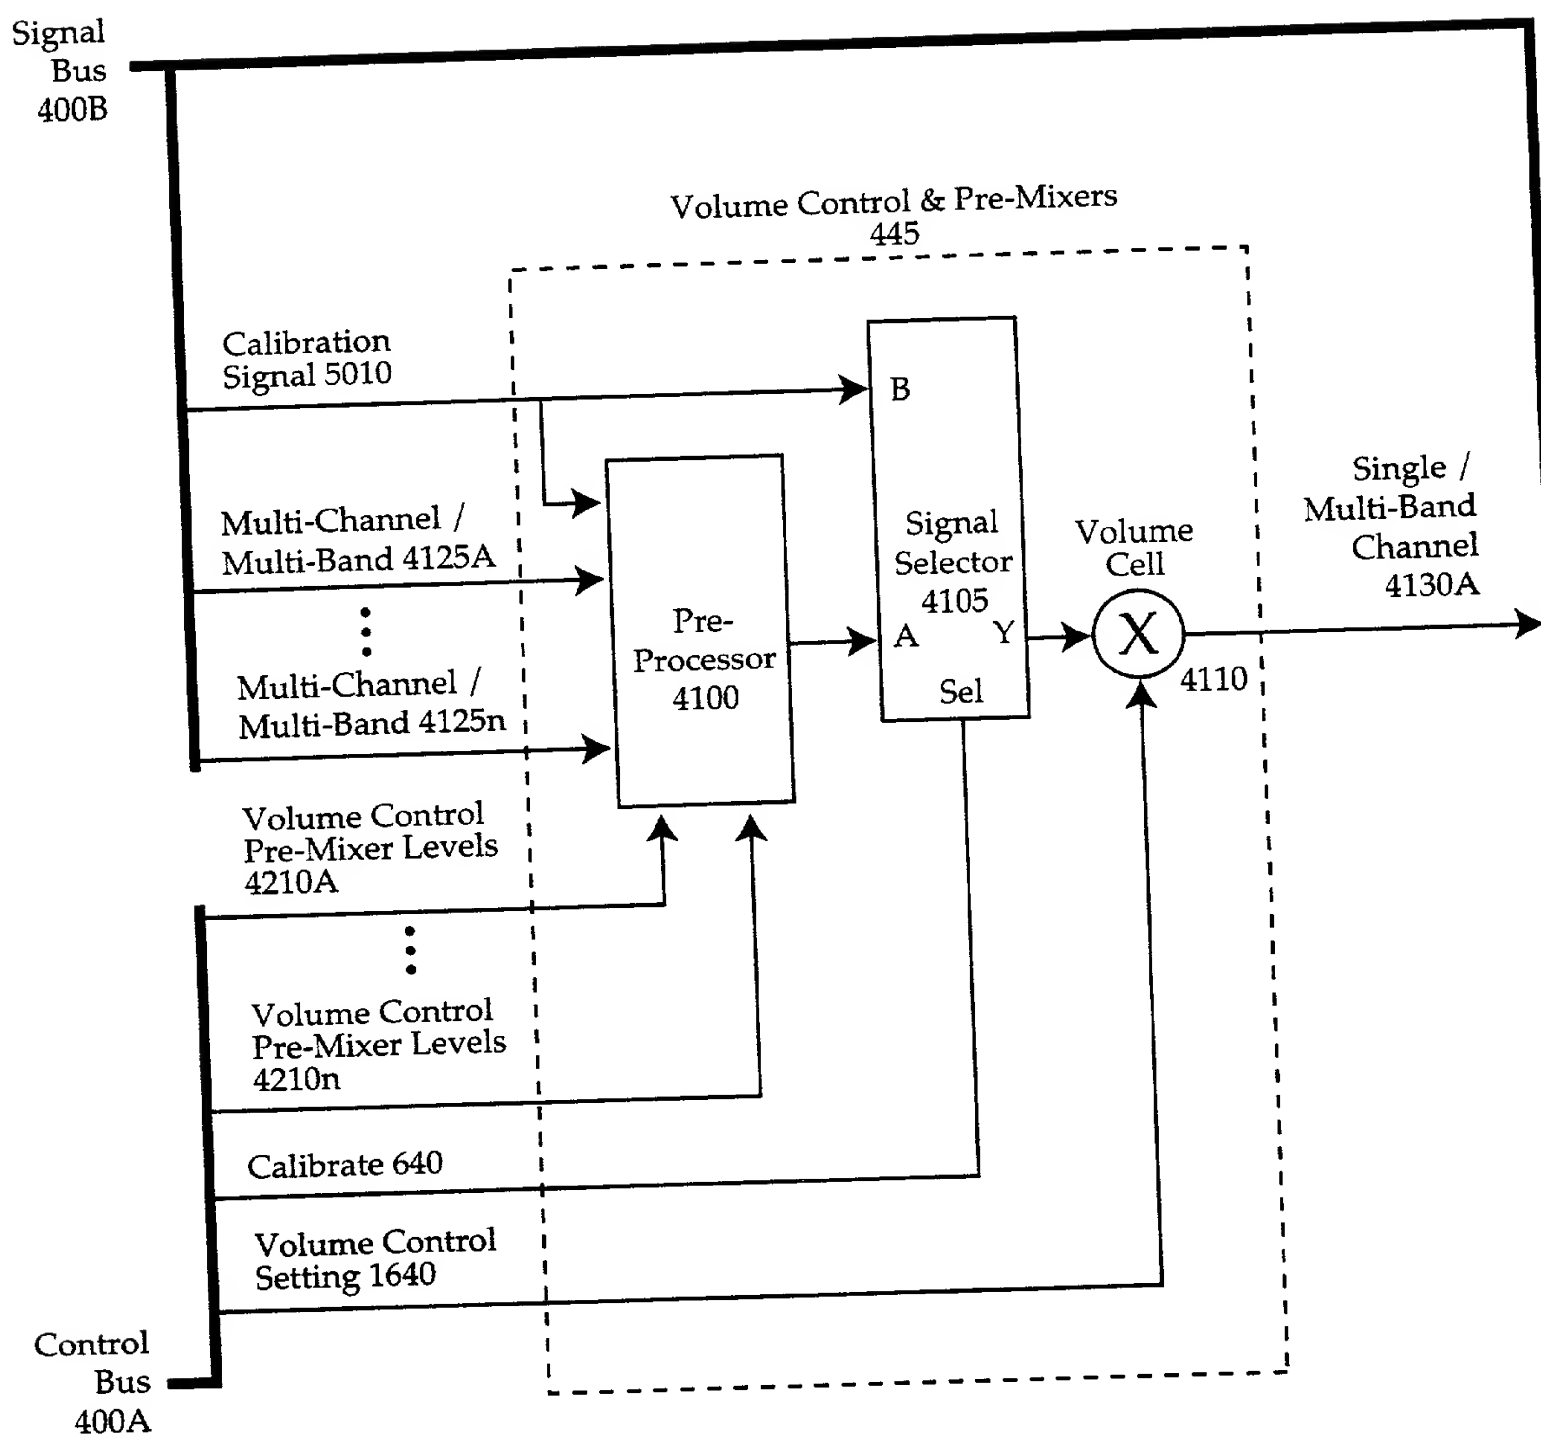 Signal
Bus
400B
Volume Control & Pre-Mixers
445
Calibration
Signal 5010
B
Multi-Channel /
Multi-Band 4125A
Multi-Channel /
Multi-Band 4125n
Pre-
Processor
4100
Signal
Selector
4105
A
Y
Sel
Volume
Cell
X
4110
Single /
Multi-Band
Channel
4130A
Volume Control
Pre-Mixer Levels
4210A
Volume Control
Pre-Mixer Levels
4210n
Calibrate 640
Volume Control
Setting 1640
Control
Bus
400A